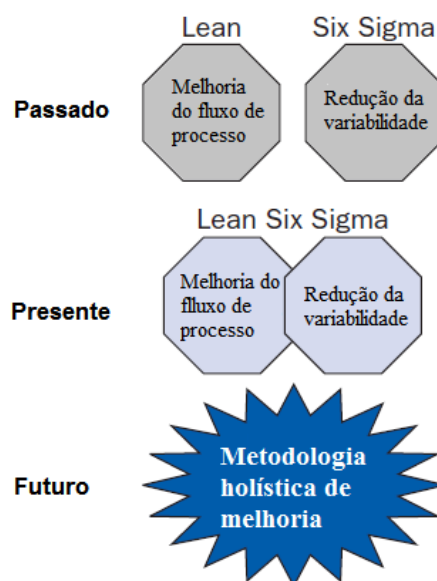 Lean Six Sigma
Passado
Melhoria
do fluxo de
processo
Redução da
variabilidade
Lean Six Sigma
Presente
Melhoria do
flluxo de
processo
Redução da
variabilidade
Futuro
Metodologia
holística de
melhoria